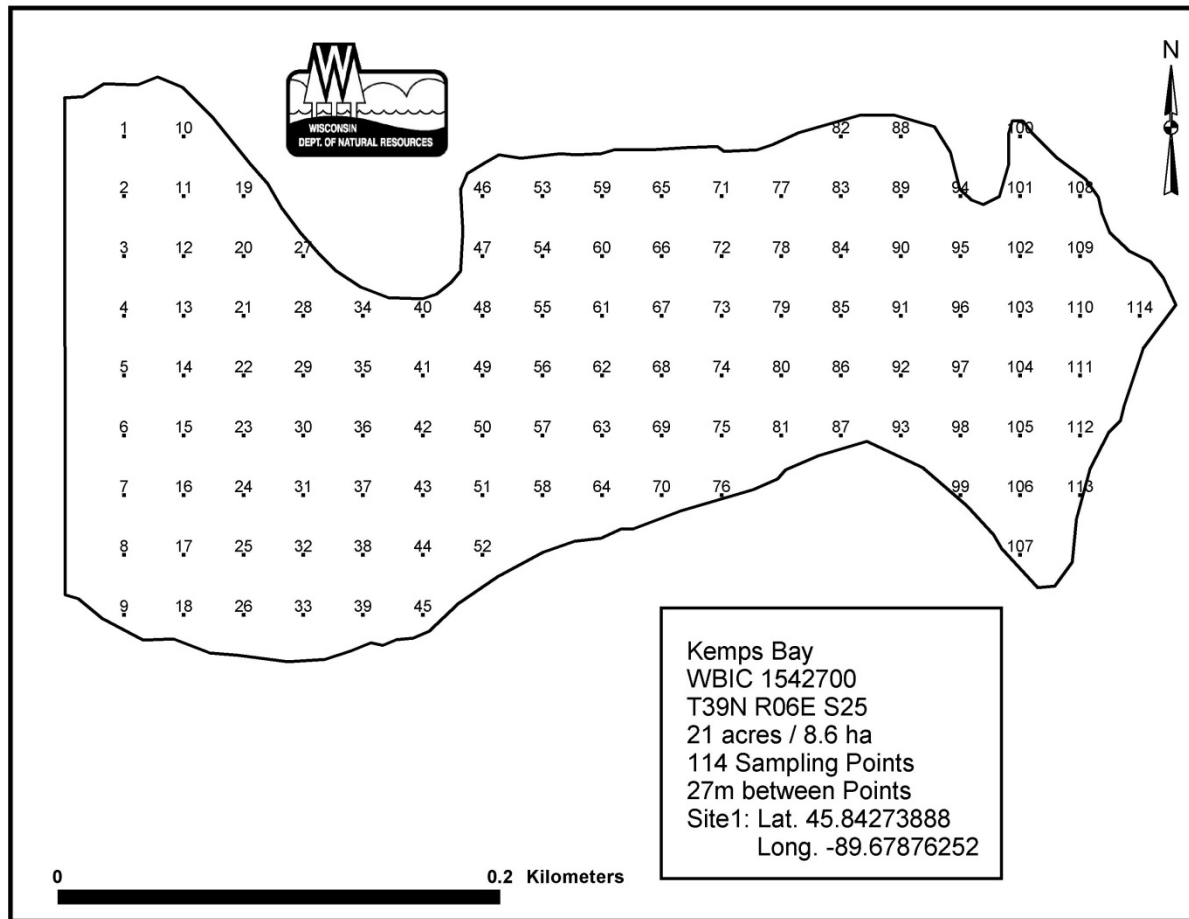 N
WISCONSIN
DEPT. OF NATURAL RESOURCES
1 10 82 88 100
2 11 19 46 53 59 65 71 77 83 89 94 101 108
3 12 20 27 47 54 60 66 72 78 84 90 95 102 109
4 13 21 28 34 40 48 55 61 67 73 79 85 91 96 103 110 114
5 14 22 29 35 41 49 56 62 68 74 80 86 92 97 104 111
6 15 23 30 36 42 50 57 63 69 75 81 87 93 98 105 112
7 16 24 31 37 43 51 58 64 70 76 99 106 113
8 17 25 32 38 44 52 107
9 18 26 33 39 45
Kemps Bay
WBIC 1542700
T39N R06E S25
21 acres / 8.6 ha
114 Sampling Points
27m between Points
Site1: Lat. 45.84273888
Long. -89.67876252
0 0.2 Kilometers